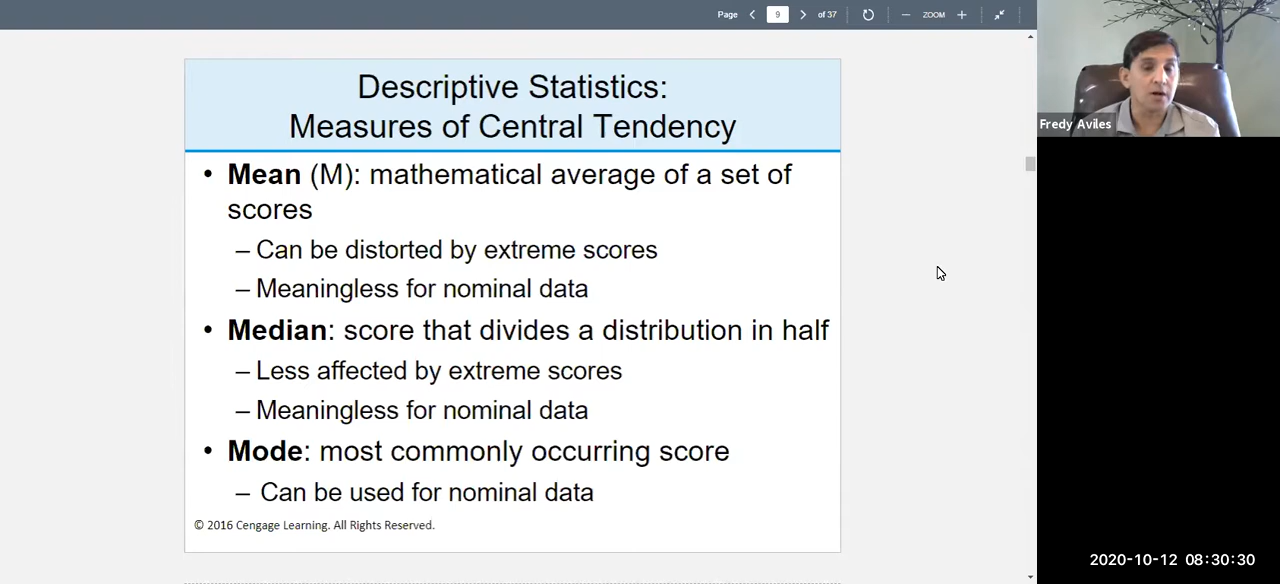 Page 9 of 37 ZOOM
Descriptive Statistics:
Measures of Central Tendency
• Mean (M): mathematical average of a set of
scores
– Can be distorted by extreme scores
– Meaningless for nominal data
• Median: score that divides a distribution in half
– Less affected by extreme scores
– Meaningless for nominal data
• Mode: most commonly occurring score
– Can be used for nominal data
© 2016 Cengage Learning. All Rights Reserved.
Fredy Aviles
2020-10-12 08:30:30